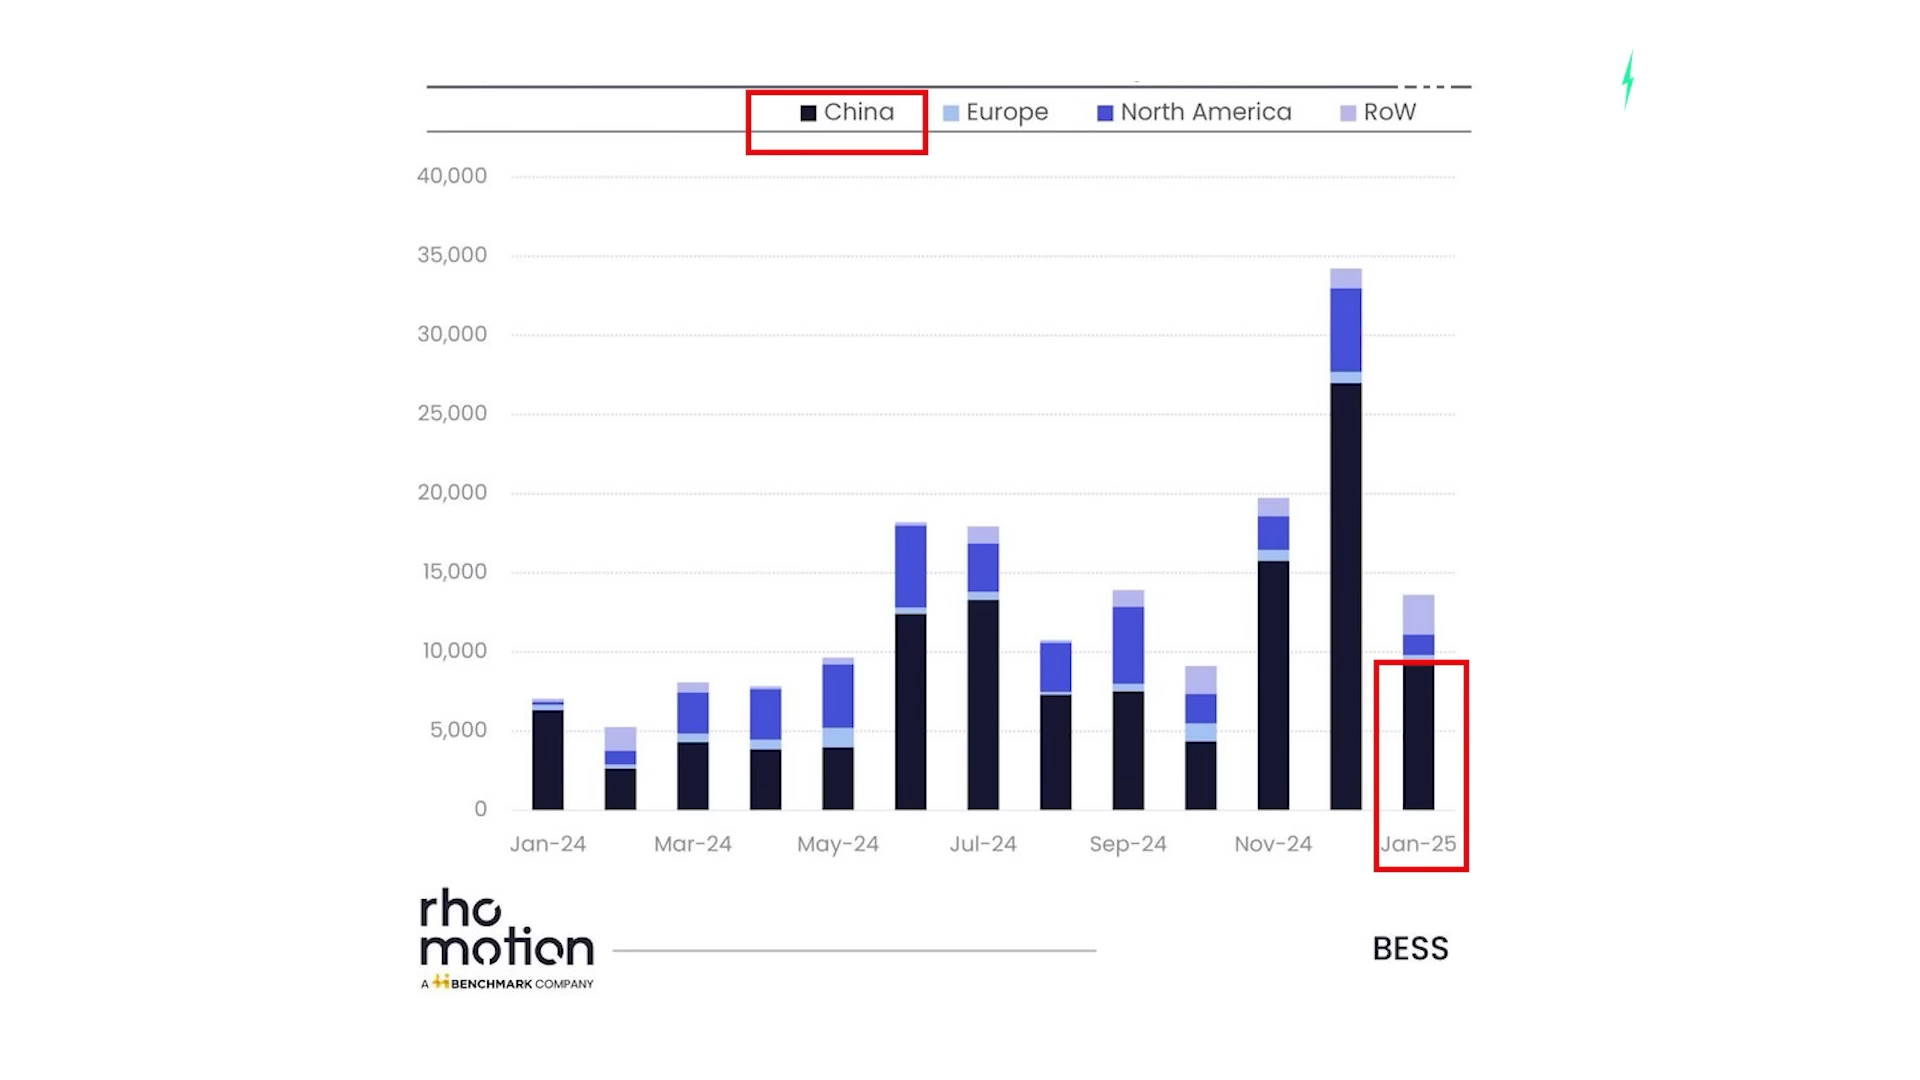 China Europe North America RoW
40,000
35,000
30,000
25,000
20,000
15,000
10,000
5,000
0
Jan-24 Mar-24 May-24 Jul-24 Sep-24 Nov-24 Jan-25
rho
motion
A BENCHMARK COMPANY
BESS